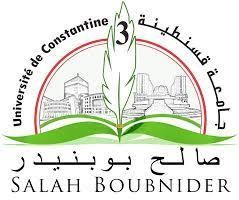 Université de Constantine 3 جامعة قسنطينة
صالح بوبنيدر
SALAH BOUBNIDER